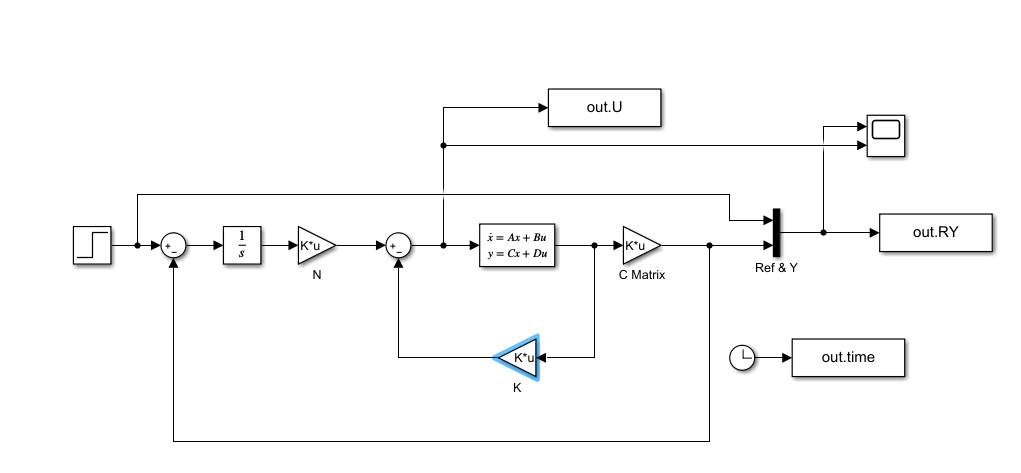 out.U
+
−
1
s
K*u
N
+
−
ẋ = Ax + Bu
y = Cx + Du
K*u
C Matrix
Ref & Y
out.RY
K*u
K
out.time